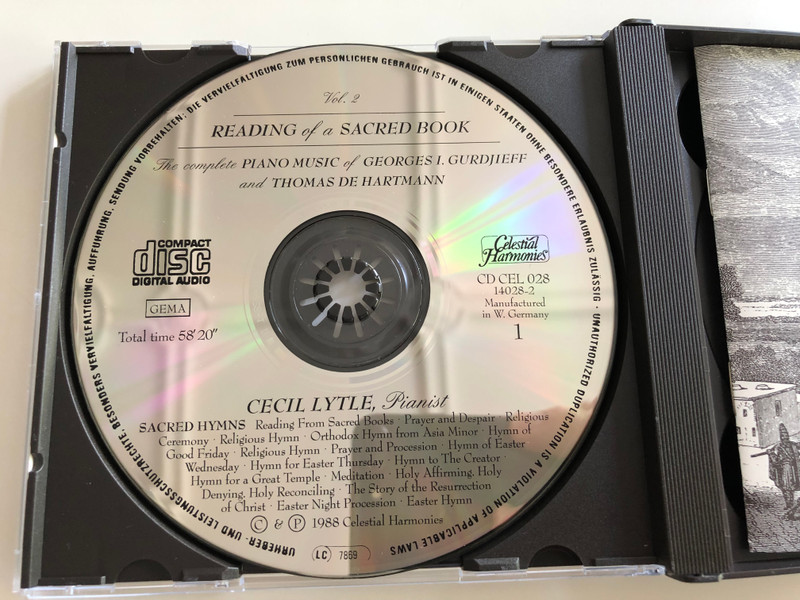 Vol. 2
READING of a SACRED BOOK
The complete PIANO MUSIC of GEORGES I. GURDJIEFF
and THOMAS DE HARTMANN
COMPACT
disc
DIGITAL AUDIO
GEMA
Total time 58'20"
Celestial
Harmonies
CD CEL 028
14028-2
Manufactured
in W. Germany
1
CECIL LYTLE, Pianist
SACRED HYMNS Reading From Sacred Books · Prayer and Despair · Religious
Ceremony · Religious Hymn · Orthodox Hymn from Asia Minor · Hymn of
Good Friday · Religious Hymn · Prayer and Procession · Hymn of Easter
Wednesday · Hymn for Easter Thursday · Hymn to The Creator ·
Hymn for a Great Temple · Meditation · Holy Affirming, Holy
Denying, Holy Reconciling · The Story of the Resurrection
of Christ · Easter Night Procession · Easter Hymn
© & ℗ 1988 Celestial Harmonies
LC 7869
URHEBER- UND LEISTUNGSSCHUTZRECHTE BESONDERS VERVIELFÄLTIGUNG, AUFFÜHRUNG, SENDUNG VORBEHALTEN: DIE VERVIELFÄLTIGUNG ZUM PERSÖNLICHEN GEBRAUCH IST IN EINIGEN STAATEN OHNE BESONDERE ERLAUBNIS ZULÄSSIG · UNAUTHORIZED DUPLICATION IS A VIOLATION OF APPLICABLE LAWS